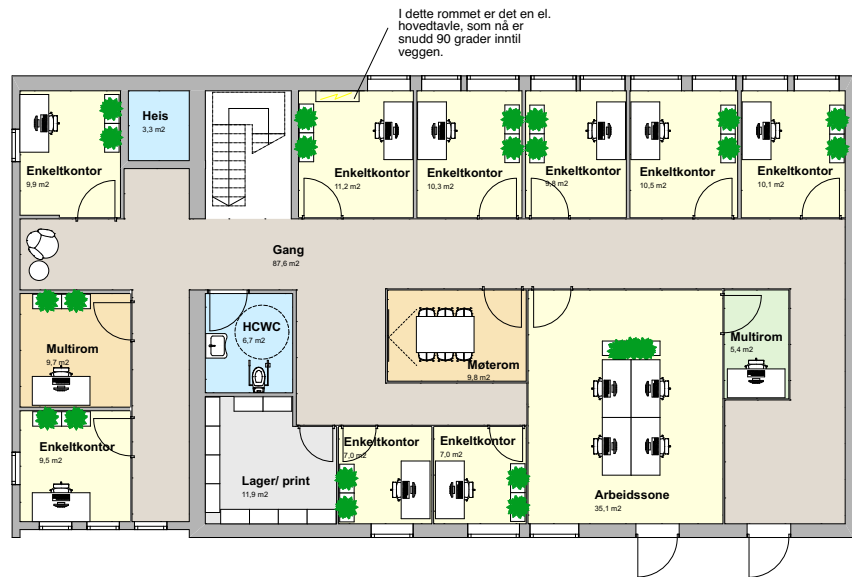 I dette rommet er det en el.
hovedtavle, som nå er
snudd 90 grader inntil
veggen.
Heis
3,3 m2
Enkeltkontor
9,9 m2
Enkeltkontor
11,2 m2
Enkeltkontor
10,3 m2
Enkeltkontor
9,8 m2
Enkeltkontor
10,5 m2
Enkeltkontor
10,1 m2
Gang
87,6 m2
HCWC
6,7 m2
Multirom
9,7 m2
Møterom
9,8 m2
Multirom
5,4 m2
Enkeltkontor
9,5 m2
Enkeltkontor
7,0 m2
Enkeltkontor
7,0 m2
Lager/ print
11,9 m2
Arbeidssone
35,1 m2